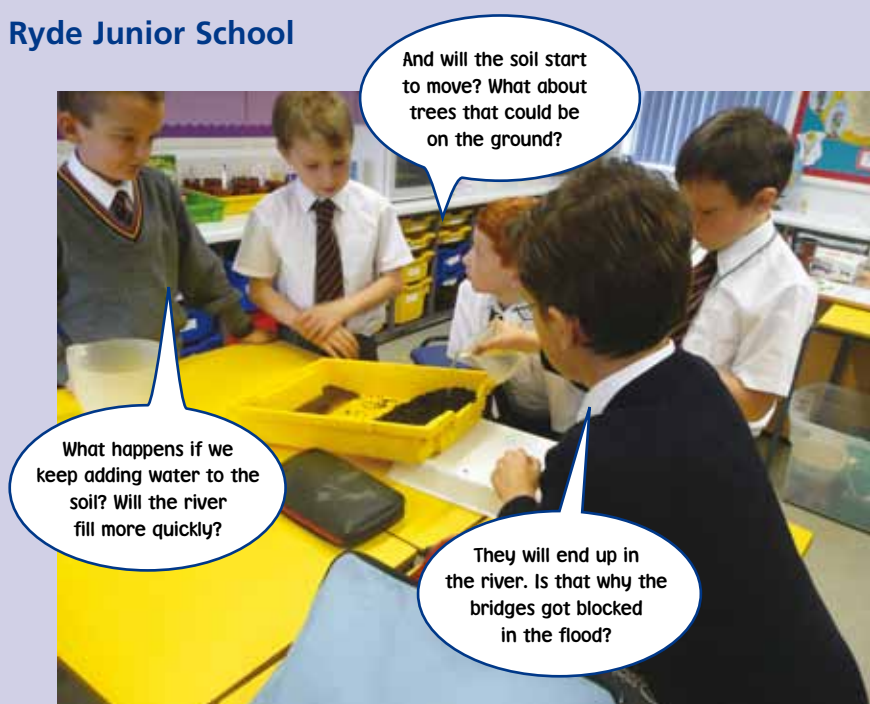 Ryde Junior School
And will the soil start
to move? What about
trees that could be
on the ground?
What happens if we
keep adding water to the
soil? Will the river
fill more quickly?
They will end up in
the river. Is that why the
bridges got blocked
in the flood?